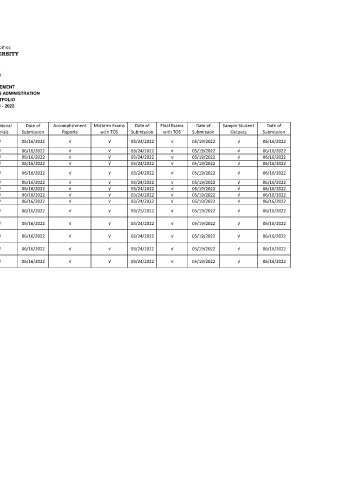 ERSITY
EMENT
ADMINISTRATION
TFOLIO
- 2022
Date of Submission Accomplishment Reports Midterm Exams with TOS Date of Submission Final Exams with TOS Date of Submission Sample Student Outputs Date of Submission
06/16/2022 √ √ 03/24/2022 √ 05/19/2022 √ 06/16/2022
06/16/2022 √ √ 03/24/2022 √ 05/19/2022 √ 06/16/2022
06/16/2022 √ √ 03/24/2022 √ 05/19/2022 √ 06/16/2022
06/16/2022 √ √ 03/24/2022 √ 05/19/2022 √ 06/16/2022
06/16/2022 √ √ 03/24/2022 √ 05/19/2022 √ 06/16/2022
06/16/2022 √ √ 03/24/2022 √ 05/19/2022 √ 06/16/2022
06/16/2022 √ √ 03/24/2022 √ 05/19/2022 √ 06/16/2022
06/16/2022 √ √ 03/24/2022 √ 05/19/2022 √ 06/16/2022
06/16/2022 √ √ 03/24/2022 √ 05/19/2022 √ 06/16/2022
06/16/2022 √ √ √ 05/19/2022 √ 06/16/2022
06/16/2022 √ √ 03/24/2022 √ 05/19/2022 √ 06/16/2022
06/16/2022 √ √ 03/24/2022 √ 05/19/2022 √ 06/16/2022
06/16/2022 √ √ 03/24/2022 √ 05/19/2022 √ 06/16/2022
06/16/2022 √ √ 03/24/2022 √ 05/19/2022 √ 06/16/2022